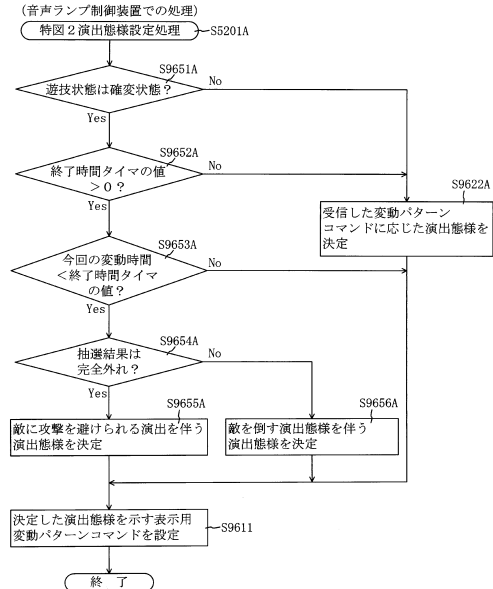 (音声ランプ制御装置での処理)
特図2演出態様設定処理
S5201A
S9651A
遊技状態は確変状態?
No
Yes
S9652A
終了時間タイマの値
>0?
No
Yes
S9622A
受信した変動パターン
コマンドに応じた演出態様を
決定
S9653A
今回の変動時間
<終了時間タイマ
の値?
No
Yes
S9654A
抽選結果は
完全外れ?
No
Yes
S9655A
敵に攻撃を避けられる演出を伴う
演出態様を決定
S9656A
敵を倒す演出態様を伴う
演出態様を決定
決定した演出態様を示す表示用
変動パターンコマンドを設定
S9611
終 了